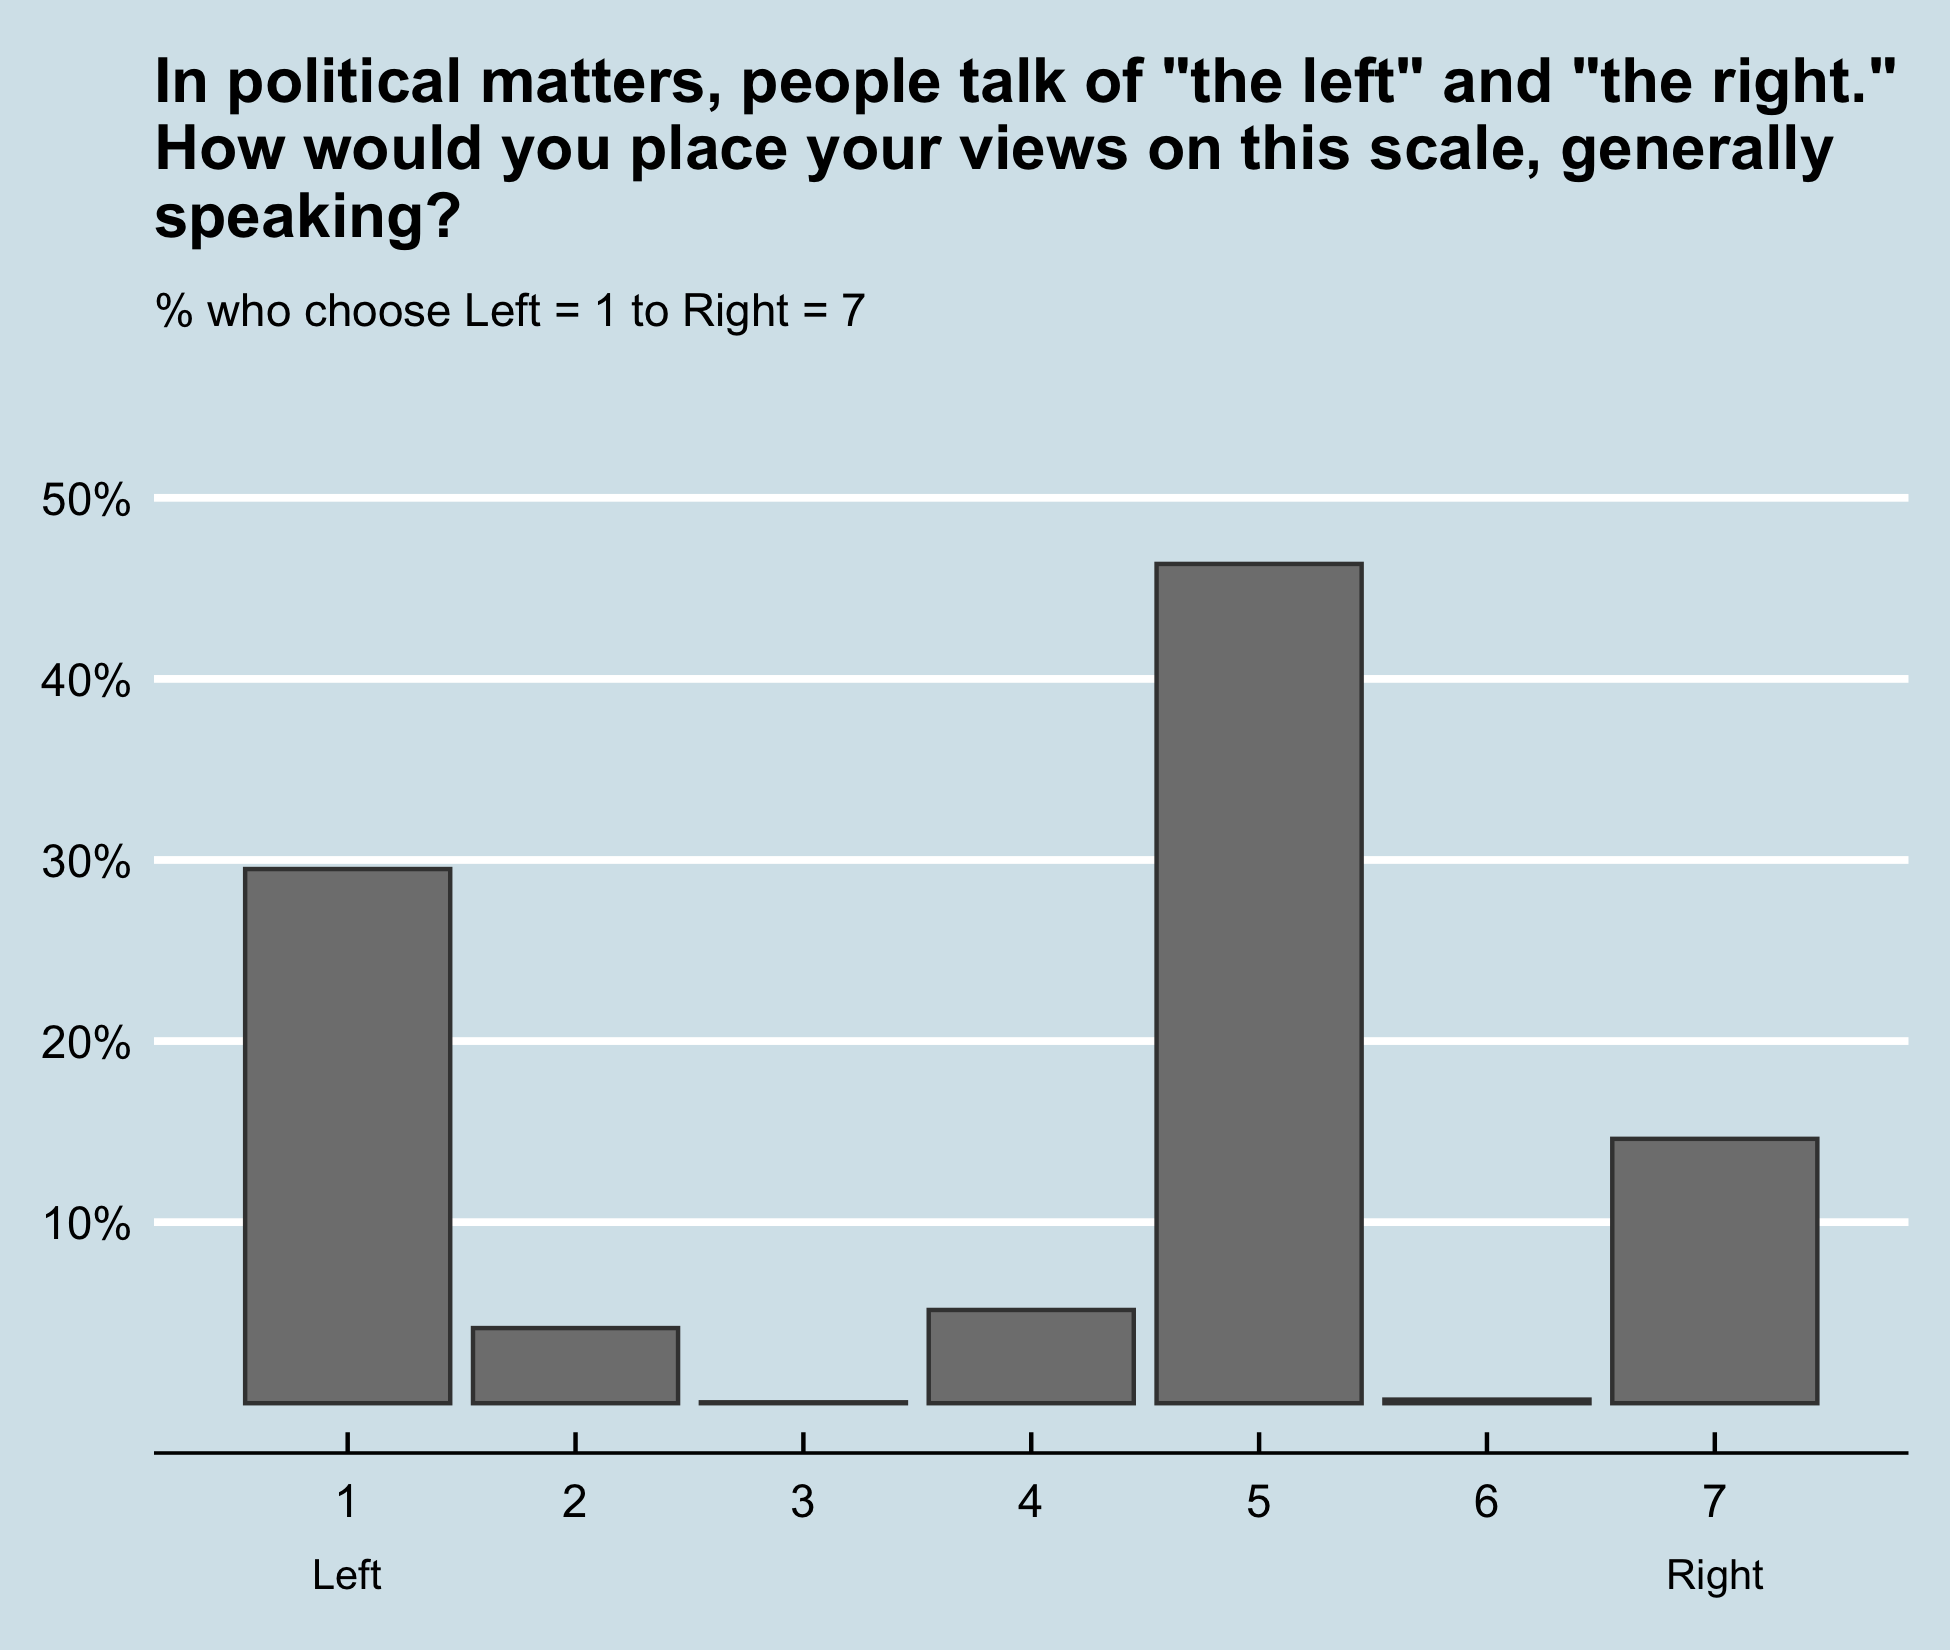 In political matters, people talk of "the left" and "the right."
How would you place your views on this scale, generally
speaking?
% who choose Left = 1 to Right = 7
50%
40%
30%
20%
10%
1 2 3 4 5 6 7
Left Right